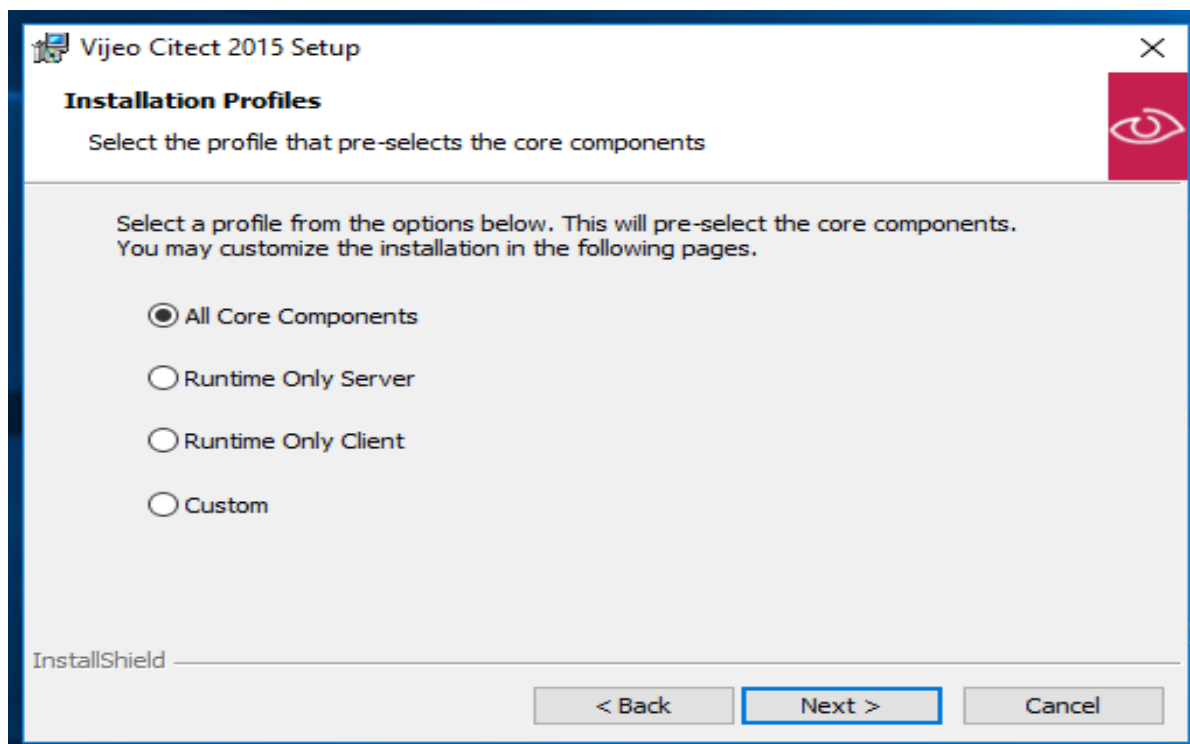 Vijeo Citect 2015 Setup
Installation Profiles
Select the profile that pre-selects the core components
Select a profile from the options below. This will pre-select the core components.
You may customize the installation in the following pages.
All Core Components
Runtime Only Server
Runtime Only Client
Custom
InstallShield
< Back Next > Cancel